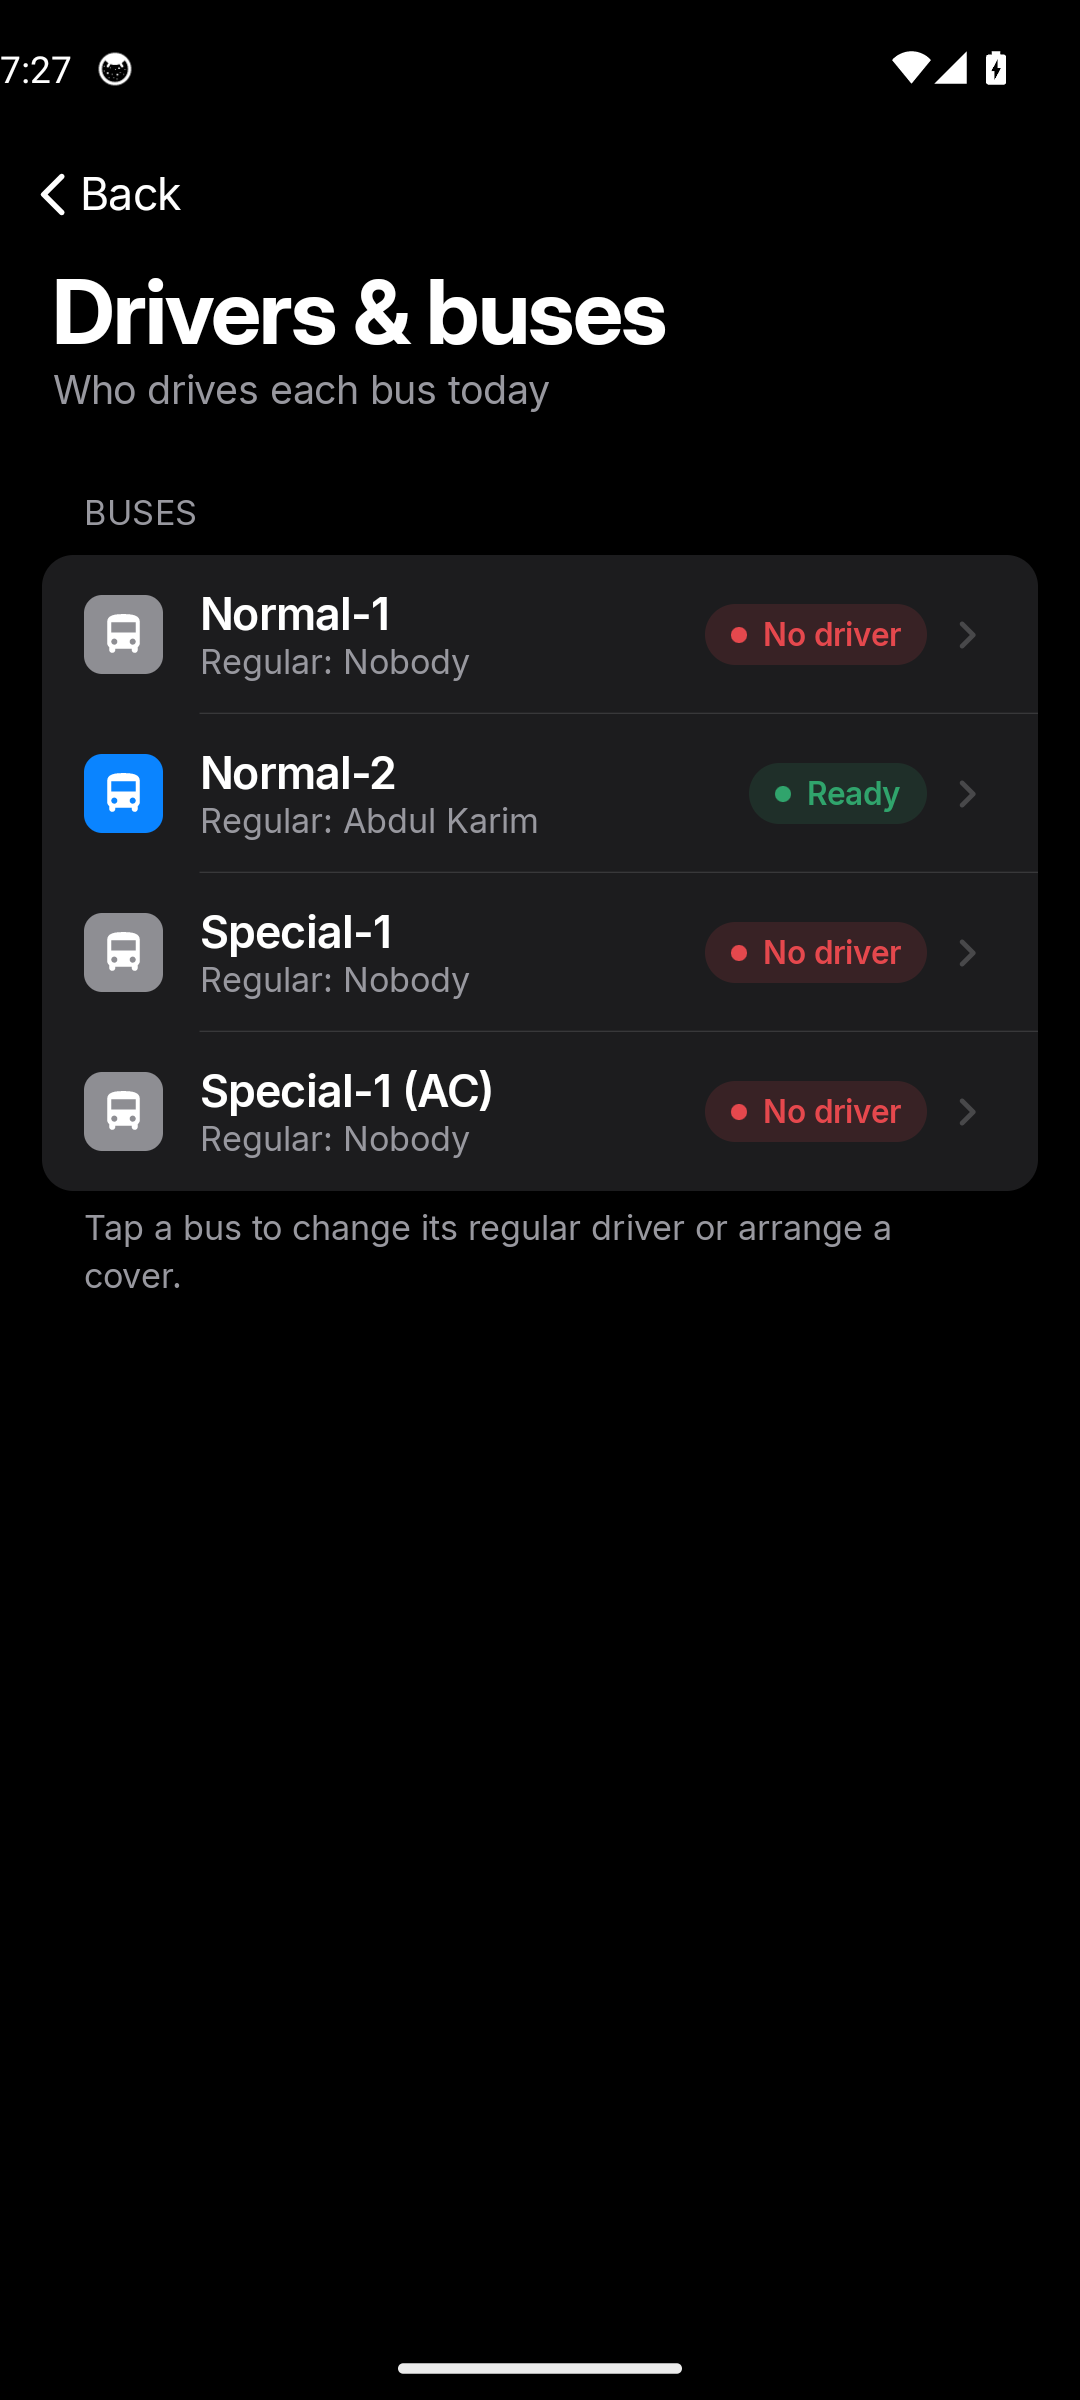 7:27
Back
Drivers & buses
Who drives each bus today
BUSES
Normal-1
Regular: Nobody
No driver
Normal-2
Regular: Abdul Karim
Ready
Special-1
Regular: Nobody
No driver
Special-1 (AC)
Regular: Nobody
No driver
Tap a bus to change its regular driver or arrange a
cover.